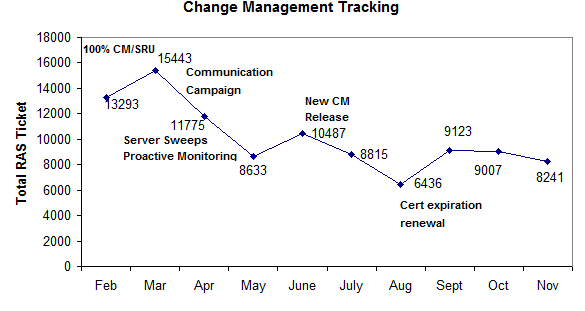 Change Management Tracking
18000
16000
14000
12000
10000
8000
6000
4000
2000
0
Total RAS Ticket
100% CM/SRU
15443
13293
Communication
Campaign
11775
Server Sweeps
Proactive Monitoring
8633
New CM
Release
10487
8815
6436
Cert expiration
renewal
9123
9007
8241
Feb Mar Apr May June July Aug Sept Oct Nov